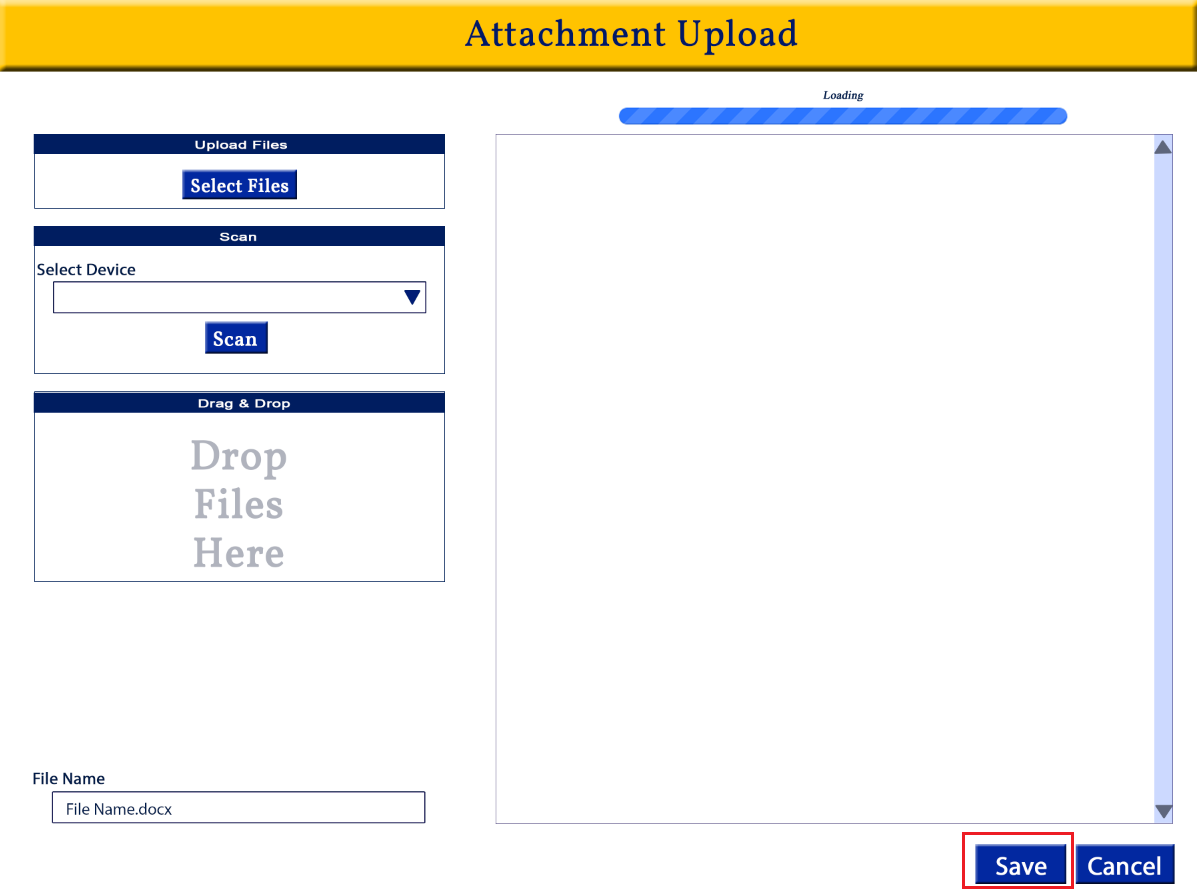 Attachment Upload
Loading
Upload Files
Select Files
Scan
Select Device
Scan
Drag & Drop
Drop
Files
Here
File Name
File Name.docx
Save
Cancel